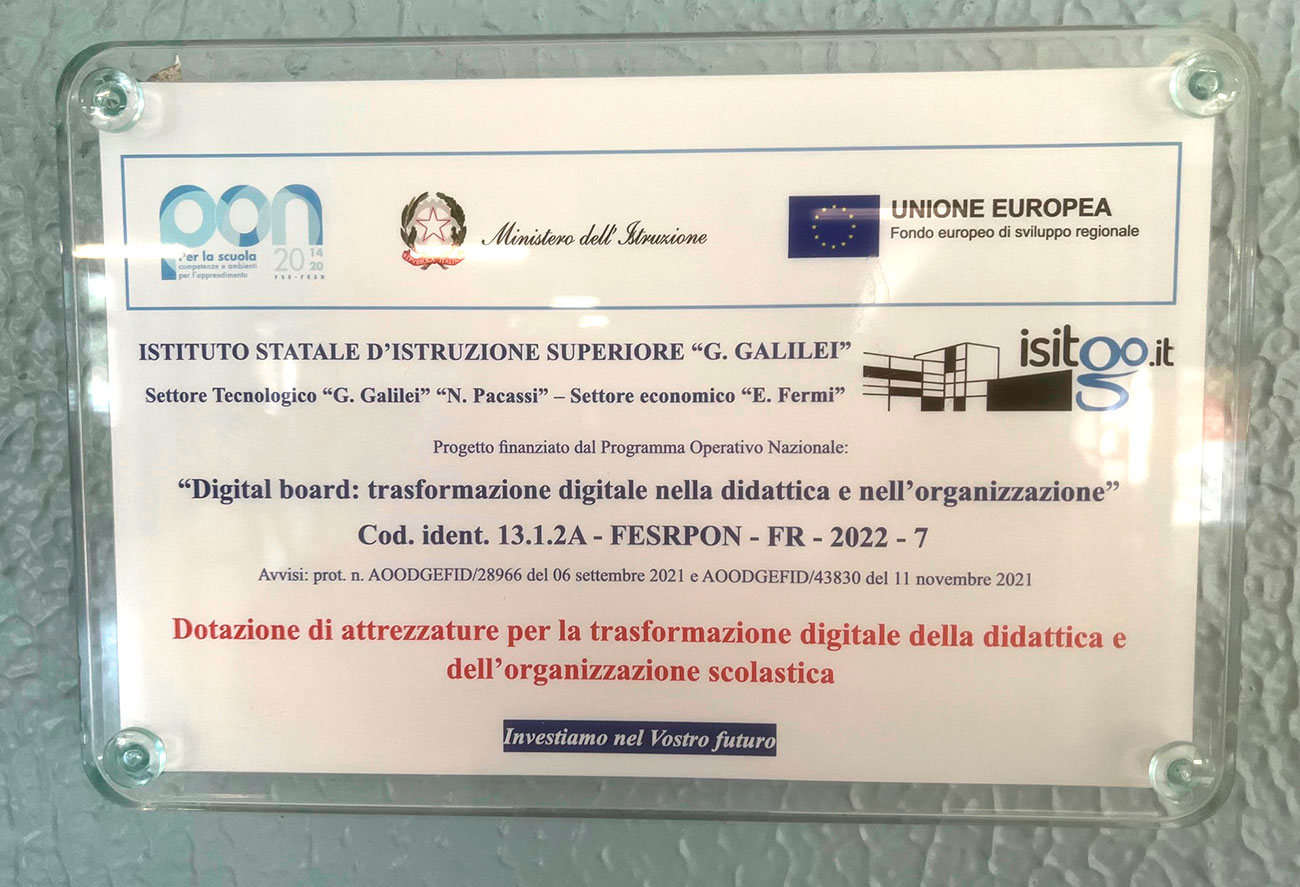 pon
Per la scuola
competenze e ambienti
per l'apprendimento
2014
20
FSE-FESR
Ministero dell'Istruzione
UNIONE EUROPEA
Fondo europeo di sviluppo regionale
ISTITUTO STATALE D'ISTRUZIONE SUPERIORE “G. GALILEI”
Settore Tecnologico “G. Galilei” “N. Pacassi” – Settore economico “E. Fermi”
isitgo.it
Progetto finanziato dal Programma Operativo Nazionale:
“Digital board: trasformazione digitale nella didattica e nell'organizzazione”
Cod. ident. 13.1.2A - FESRPON - FR - 2022 - 7
Avvisi: prot. n. AOODGEFID/28966 del 06 settembre 2021 e AOODGEFID/43830 del 11 novembre 2021
Dotazione di attrezzature per la trasformazione digitale della didattica e
dell'organizzazione scolastica
Investiamo nel Vostro futuro